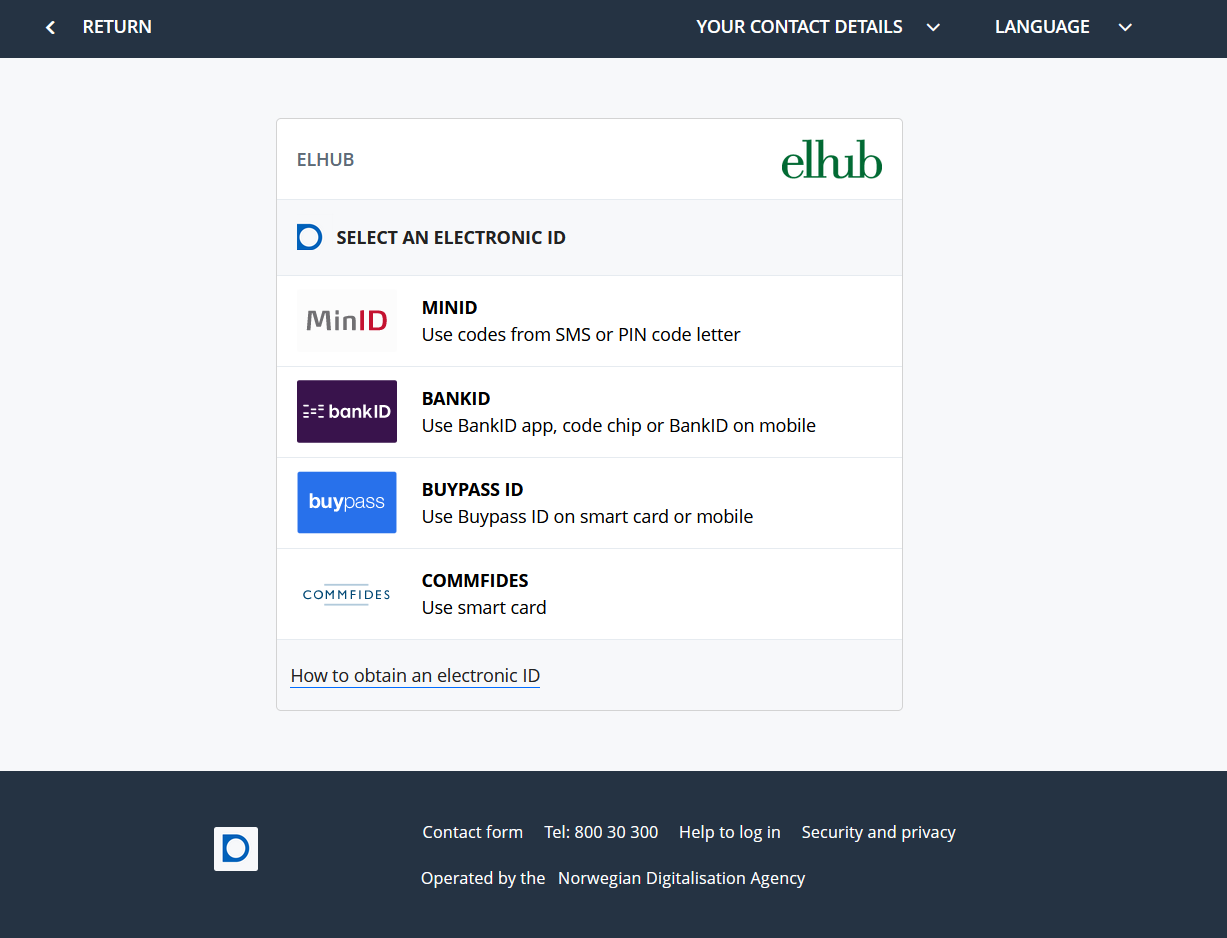 RETURN
YOUR CONTACT DETAILS
LANGUAGE
ELHUB
elhub
SELECT AN ELECTRONIC ID
MinID
MINID
Use codes from SMS or PIN code letter
bankID
BANKID
Use BankID app, code chip or BankID on mobile
buypass
BUYPASS ID
Use Buypass ID on smart card or mobile
COMMFIDES
COMMFIDES
Use smart card
How to obtain an electronic ID
Contact form Tel: 800 30 300 Help to log in Security and privacy
Operated by the Norwegian Digitalisation Agency